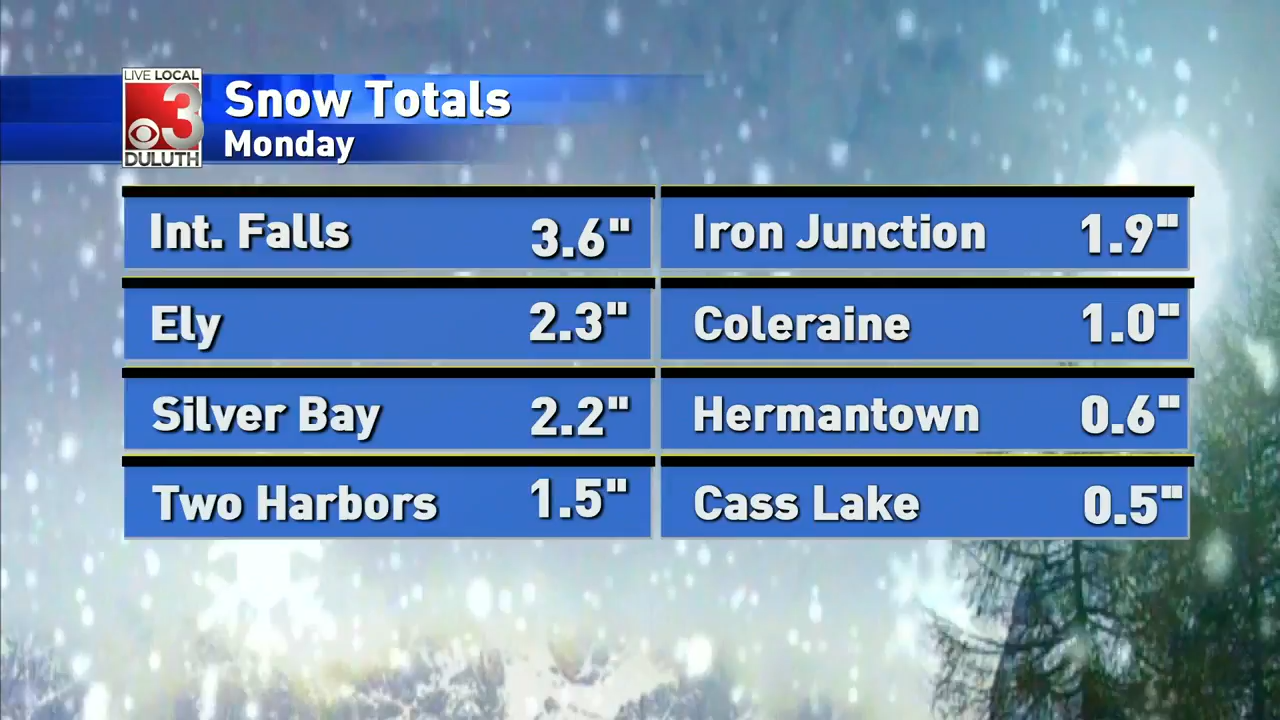 LIVE LOCAL
3
DULUTH
Snow Totals
Monday
Int. Falls 3.6"
Ely 2.3"
Silver Bay 2.2"
Two Harbors 1.5"
Iron Junction 1.9"
Coleraine 1.0"
Hermantown 0.6"
Cass Lake 0.5"